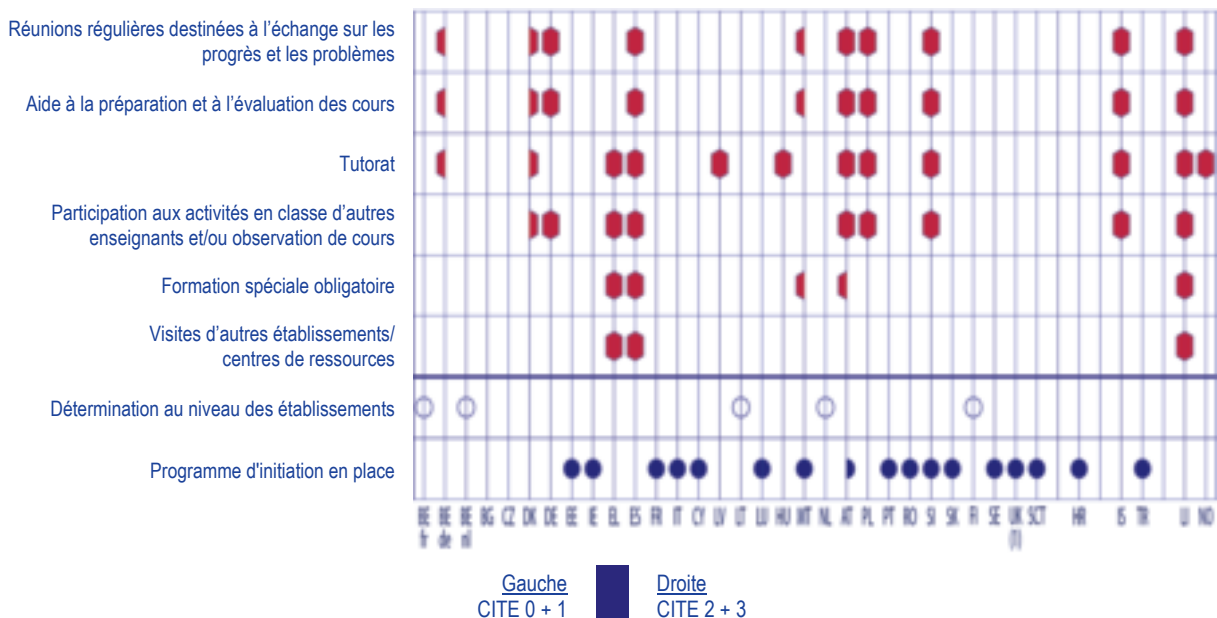 Réunions régulières destinées à l’échange sur les
progrès et les problèmes
Aide à la préparation et à l’évaluation des cours
Tutorat
Participation aux activités en classe d’autres
enseignants et/ou observation de cours
Formation spéciale obligatoire
Visites d’autres établissements/
centres de ressources
Détermination au niveau des établissements
Programme d'initiation en place
BE BE BE BG CZ DK DE EE IE EL ES FR IT CY LV LT LU HU MT NL AT PL PT RO SI SK FI SE UK SCT HR IS TR LI NO
fr de nl (1)
Gauche Droite
CITE 0 + 1 CITE 2 + 3